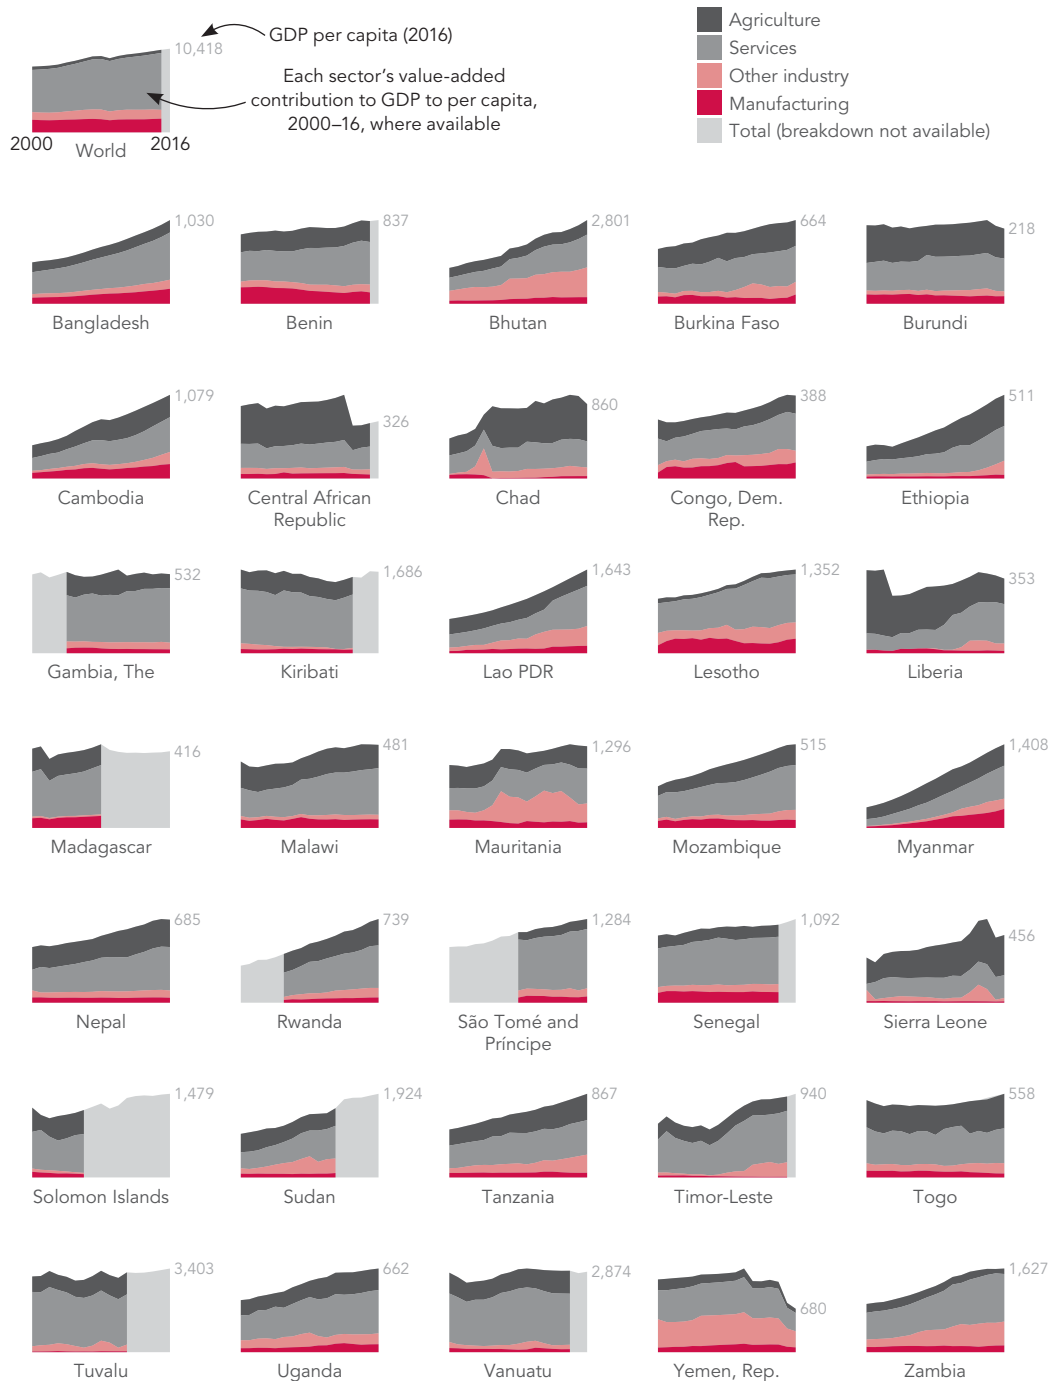 10,418
GDP per capita (2016)
Each sector's value-added
contribution to GDP to per capita,
2000–16, where available
2000
2016
World
Agriculture
Services
Other industry
Manufacturing
Total (breakdown not available)
1,030
837
2,801
664
218
Bangladesh
Benin
Bhutan
Burkina Faso
Burundi
1,079
326
860
388
511
Cambodia
Central African
Republic
Chad
Congo, Dem.
Rep.
Ethiopia
532
1,686
1,643
1,352
353
Gambia, The
Kiribati
Lao PDR
Lesotho
Liberia
416
481
1,296
515
1,408
Madagascar
Malawi
Mauritania
Mozambique
Myanmar
685
739
1,284
1,092
456
Nepal
Rwanda
São Tomé and
Príncipe
Senegal
Sierra Leone
1,479
1,924
867
940
558
Solomon Islands
Sudan
Tanzania
Timor-Leste
Togo
3,403
662
2,874
680
1,627
Tuvalu
Uganda
Vanuatu
Yemen, Rep.
Zambia